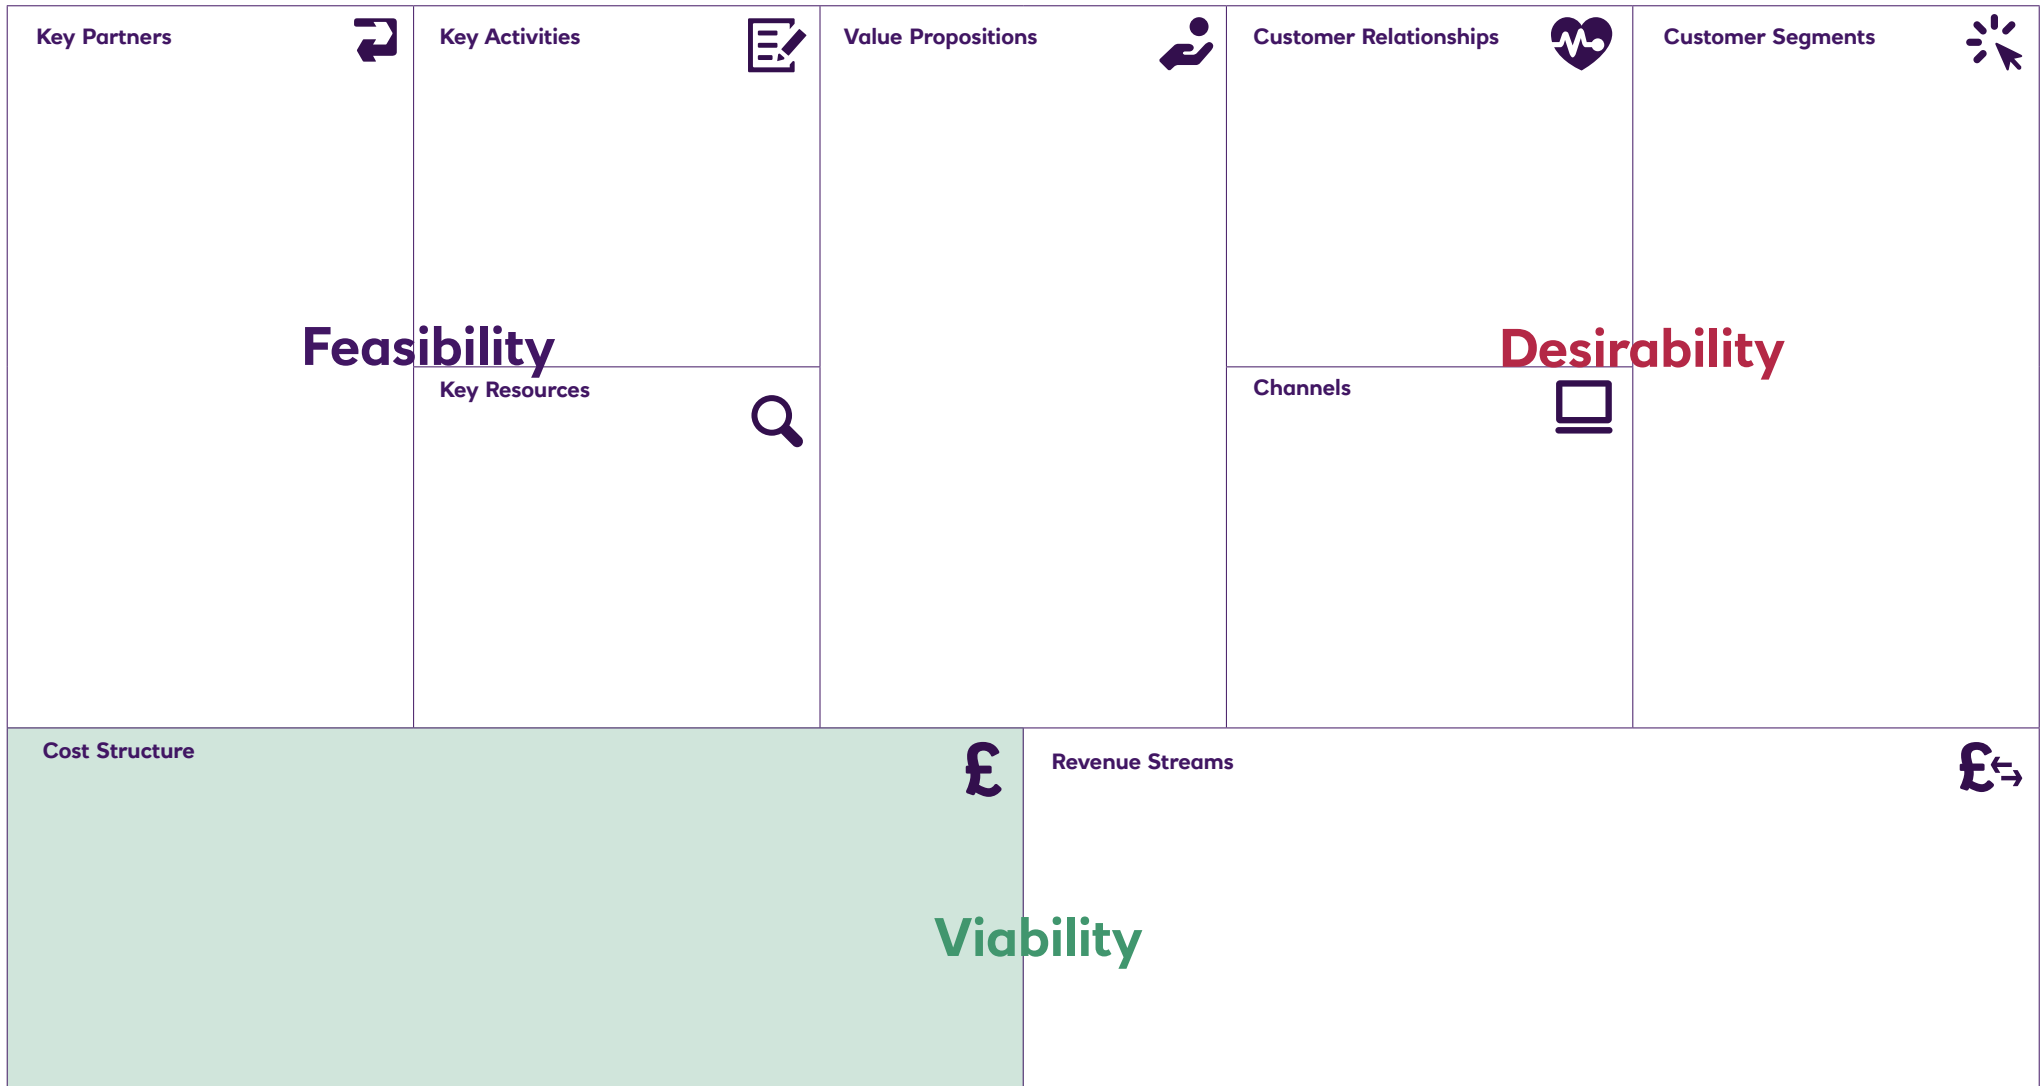 Key Partners
Key Activities
Value Propositions
Customer Relationships
Customer Segments
Feasibility
Desirability
Key Resources
Channels
Cost Structure
£
Revenue Streams
£
Viability